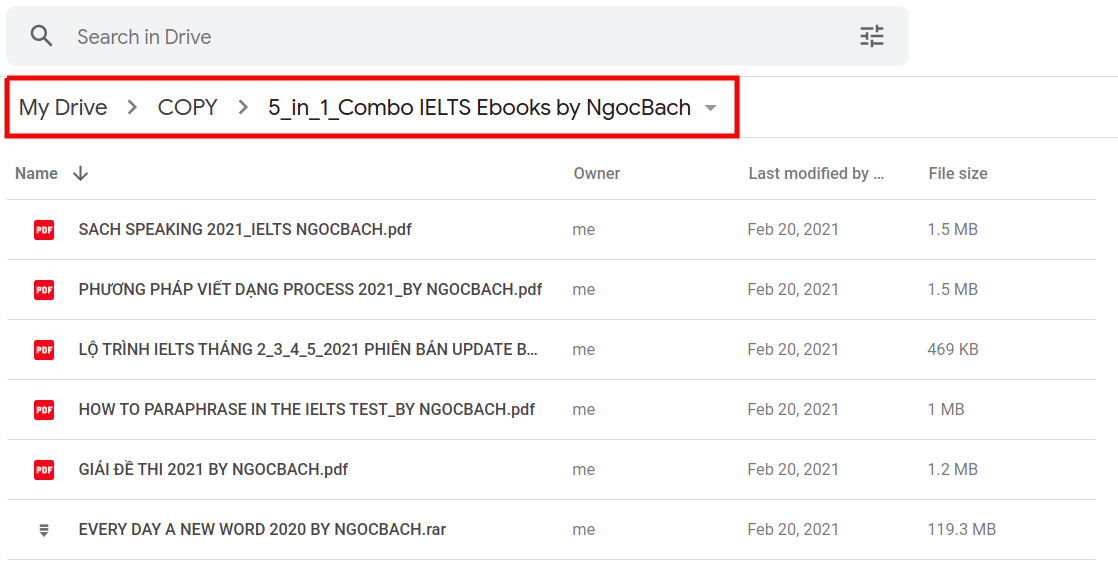 Search in Drive
My Drive > COPY > 5_in_1_Combo IELTS Ebooks by NgocBach
Name Owner Last modified by ... File size
PDF SACH SPEAKING 2021_IELTS NGOCBACH.pdf me Feb 20, 2021 1.5 MB
PDF PHƯƠNG PHÁP VIẾT DẠNG PROCESS 2021_BY NGOCBACH.pdf me Feb 20, 2021 1.5 MB
PDF LỘ TRÌNH IELTS THÁNG 2_3_4_5_2021 PHIÊN BẢN UPDATE B... me Feb 20, 2021 469 KB
PDF HOW TO PARAPHRASE IN THE IELTS TEST_BY NGOCBACH.pdf me Feb 20, 2021 1 MB
PDF GIẢI ĐỀ THI 2021 BY NGOCBACH.pdf me Feb 20, 2021 1.2 MB
EVERY DAY A NEW WORD 2020 BY NGOCBACH.rar me Feb 20, 2021 119.3 MB